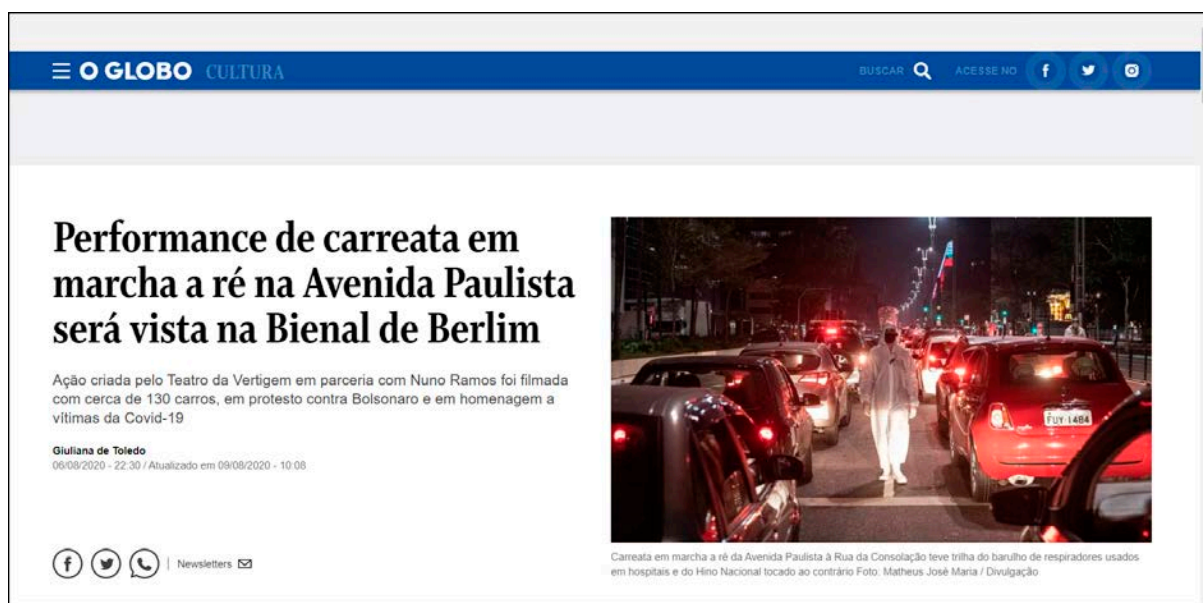 O GLOBO CULTURA
BUSCAR ACESSE NO
Performance de carreata em
marcha a ré na Avenida Paulista
será vista na Bienal de Berlim
Ação criada pelo Teatro da Vertigem em parceria com Nuno Ramos foi filmada
com cerca de 130 carros, em protesto contra Bolsonaro e em homenagem a
vítimas da Covid-19
Giuliana de Toledo
06/08/2020 - 22:30 / Atualizado em 09/08/2020 - 10:08
Newsletters
FUY 1484
Carreata em marcha a ré da Avenida Paulista à Rua da Consolação teve trilha do barulho de respiradores usados
em hospitais e do Hino Nacional tocado ao contrário Foto: Matheus José Maria / Divulgação